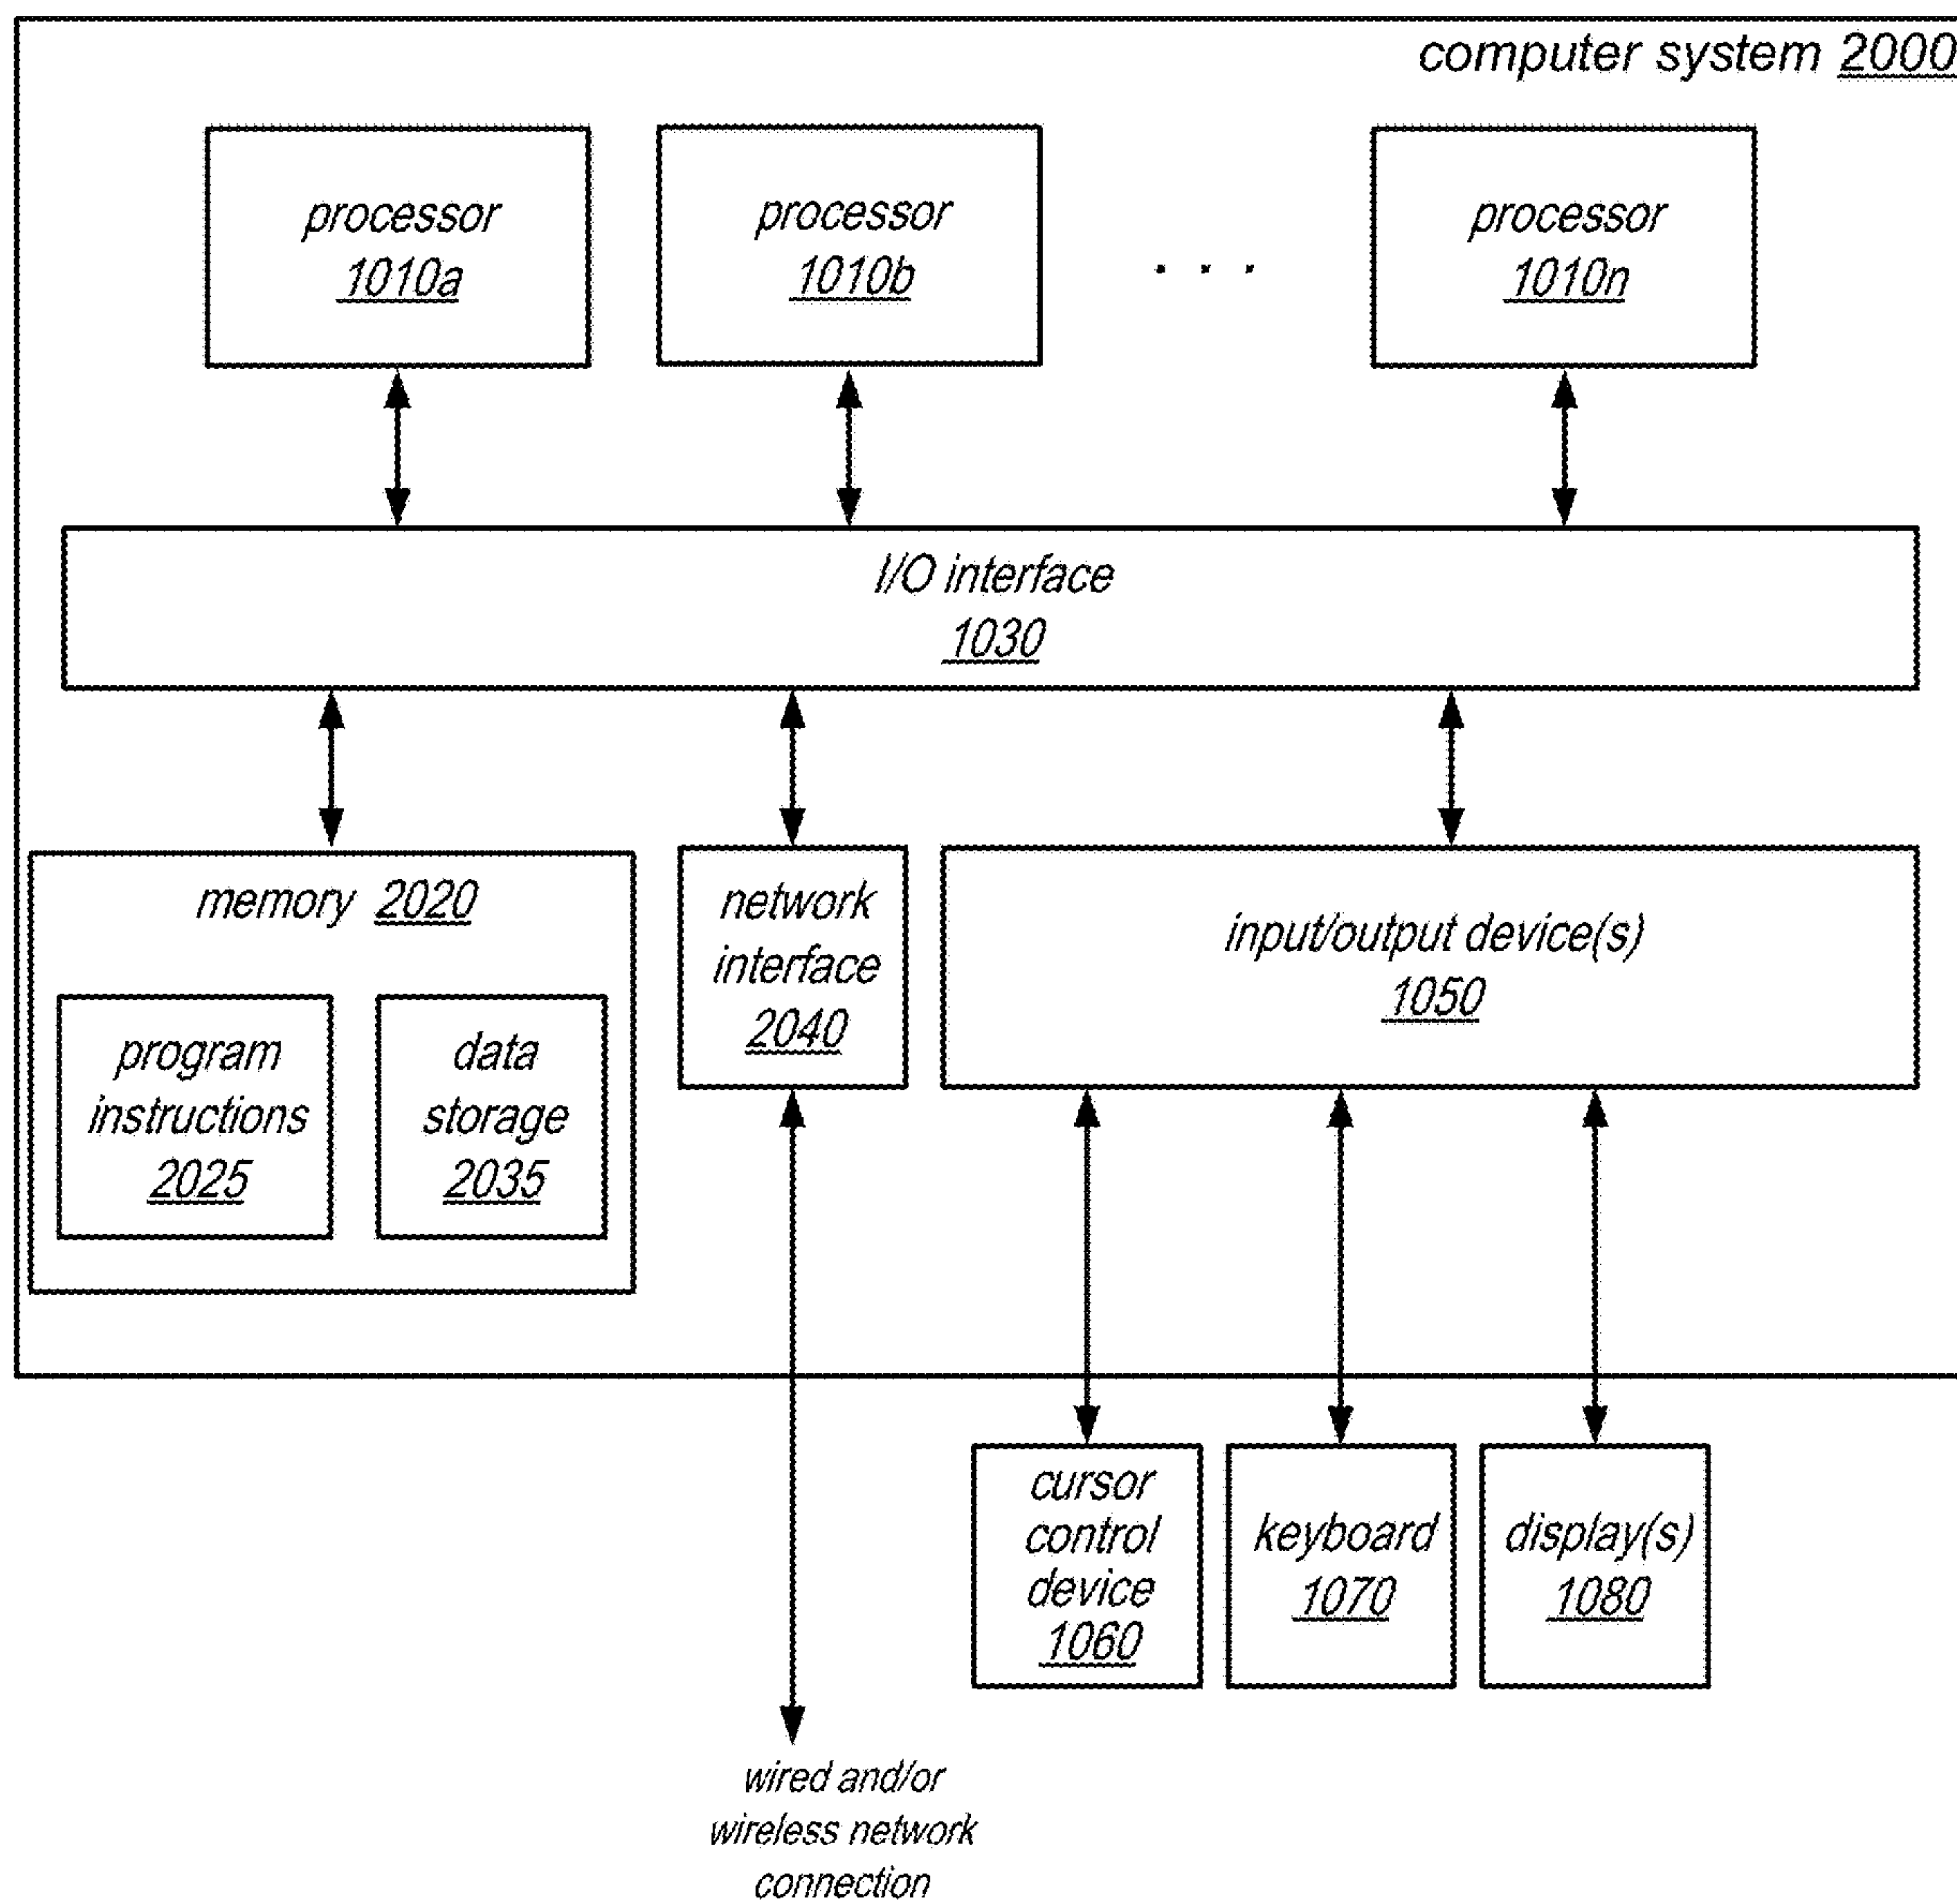 computer system 2000
processor
1010a
processor
1010b
. . .
processor
1010n
I/O interface
1030
memory 2020
program
instructions
2025
data
storage
2035
network
interface
2040
input/output device(s)
1050
cursor
control
device
1060
keyboard
1070
display(s)
1080
wired and/or
wireless network
connection